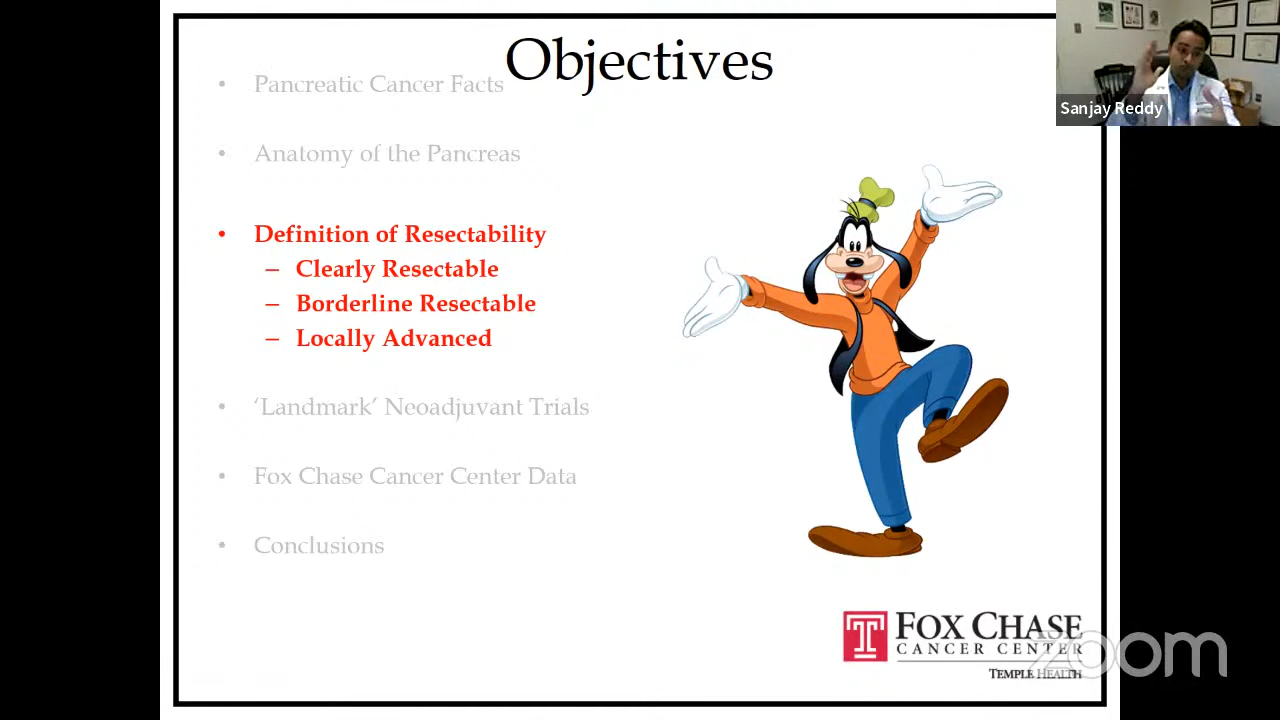 Objectives
• Pancreatic Cancer Facts
• Anatomy of the Pancreas
• Definition of Resectability
– Clearly Resectable
– Borderline Resectable
– Locally Advanced
• ‘Landmark’ Neoadjuvant Trials
• Fox Chase Cancer Center Data
• Conclusions
Sanjay Reddy
FOX CHASE
CANCER CENTER
TEMPLE HEALTH
zoom